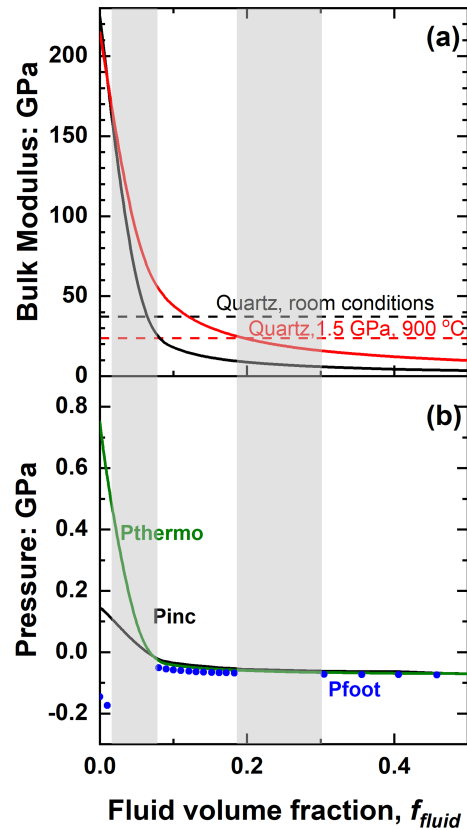 (a)
Bulk Modulus: GPa
200
150
100
50
0
Quartz, room conditions
Quartz,1.5 GPa, 900 °C
(b)
Pressure: GPa
0.8
0.6
0.4
0.2
0.0
-0.2
Pthermo
Pinc
Pfoot
0.0 0.2 0.4
Fluid volume fraction, f_fluid